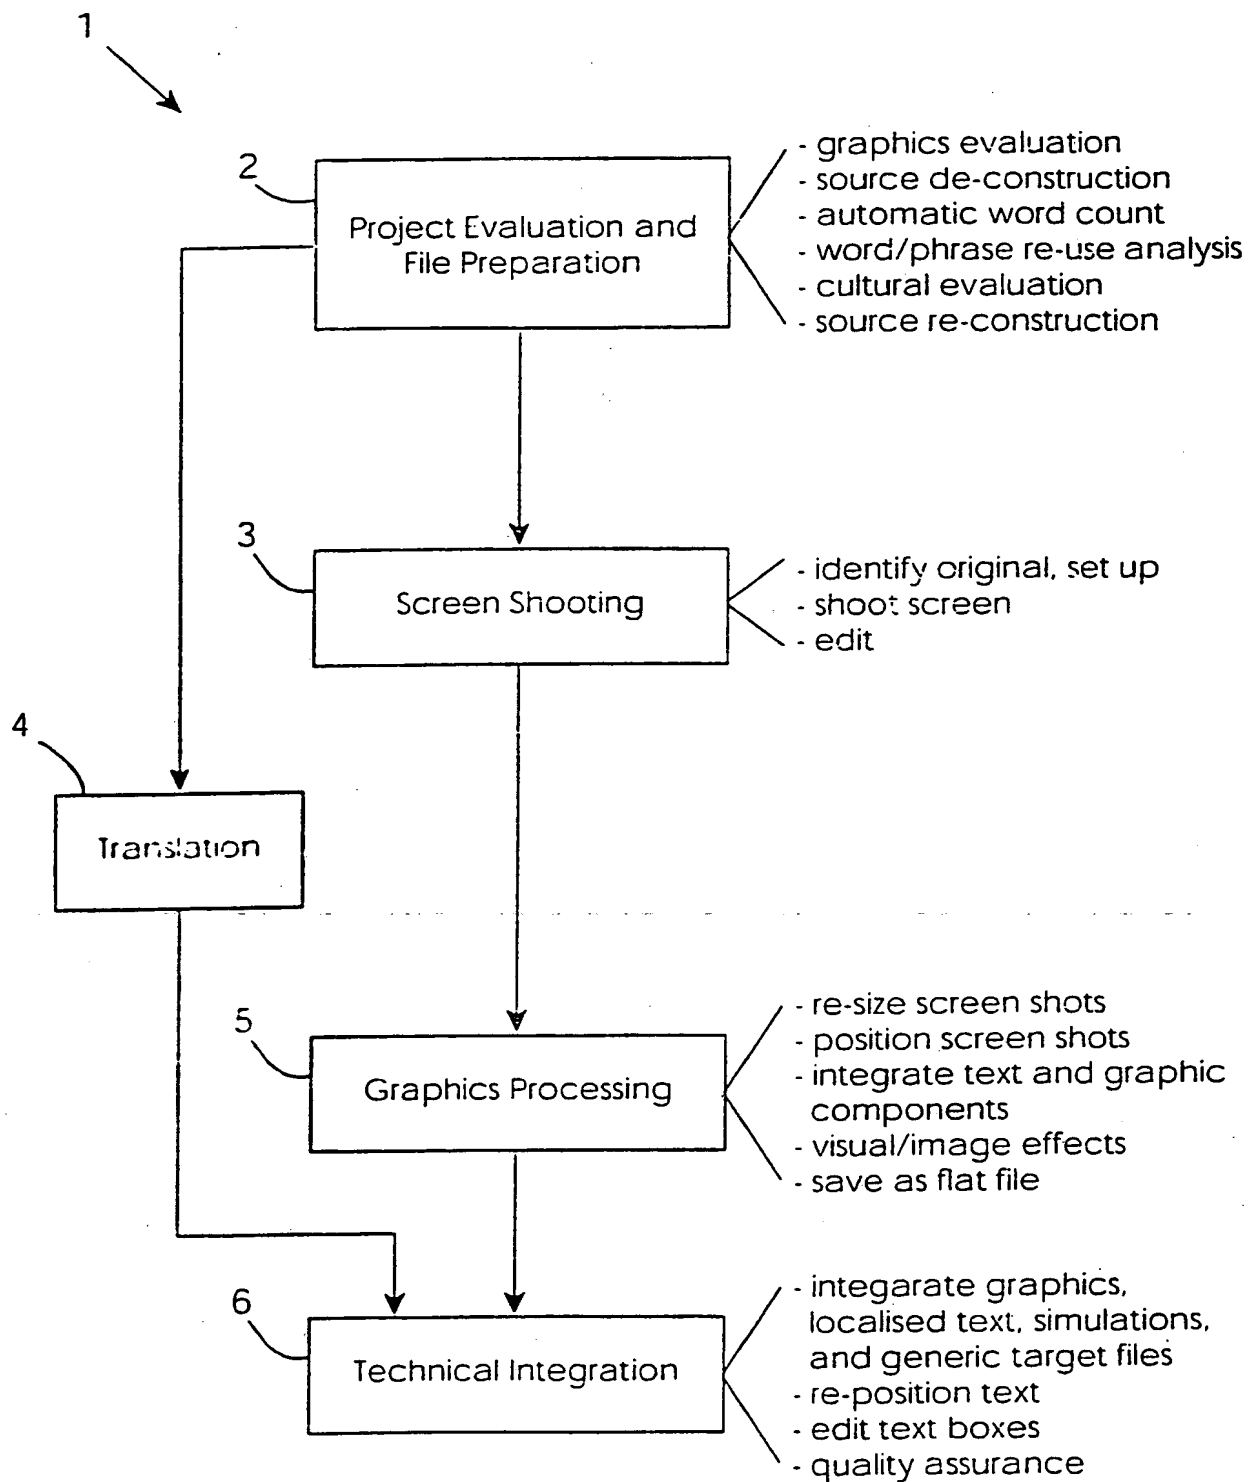 1
2
Project Evaluation and
File Preparation
- graphics evaluation
- source de-construction
- automatic word count
- word/phrase re-use analysis
- cultural evaluation
- source re-construction
3
Screen Shooting
- identify original, set up
- shoot screen
- edit
4
Translation
5
Graphics Processing
- re-size screen shots
- position screen shots
- integrate text and graphic
components
- visual/image effects
- save as flat file
6
Technical Integration
- integarate graphics,
localised text, simulations,
and generic target files
- re-position text
- edit text boxes
- quality assurance